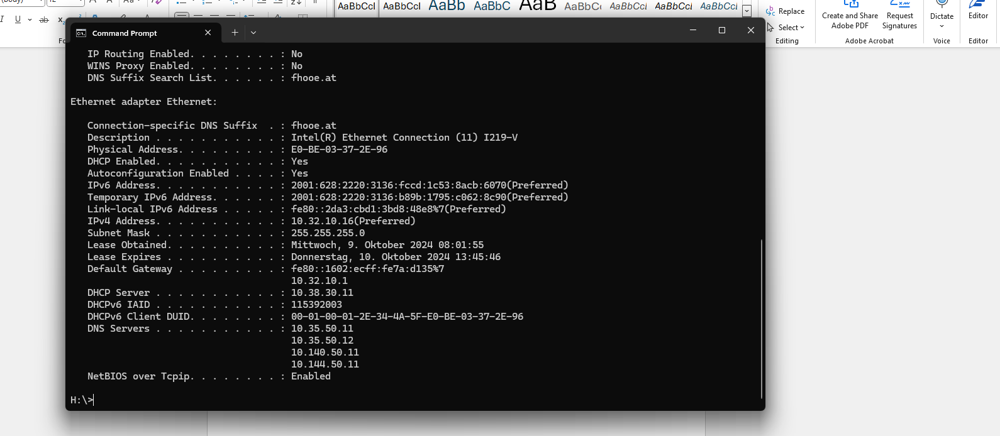 12
Aa
AaBbCcI AaBbCcI AaBb AaBbC AaB AaBbCc AaBbCcL AaBbCcI AaBbCcL
Replace
Create and Share
Adobe PDF
Request
Signatures
Dictate
Editor
I U ab x
Select
Editing
Adobe Acrobat
Voice
Editor
Command Prompt
IP Routing Enabled. . . . . . . . : No
WINS Proxy Enabled. . . . . . . . : No
DNS Suffix Search List. . . . . . : fhooe.at
Ethernet adapter Ethernet:
Connection-specific DNS Suffix  . : fhooe.at
Description . . . . . . . . . . . : Intel(R) Ethernet Connection (11) I219-V
Physical Address. . . . . . . . . : E0-BE-03-37-2E-96
DHCP Enabled. . . . . . . . . . . : Yes
Autoconfiguration Enabled . . . . : Yes
IPv6 Address. . . . . . . . . . . : 2001:628:2220:3136:fccd:1c53:8acb:6070(Preferred)
Temporary IPv6 Address. . . . . . : 2001:628:2220:3136:b89b:1795:c062:8c90(Preferred)
Link-local IPv6 Address . . . . . : fe80::2da3:cbd1:3bd8:48e8%7(Preferred)
IPv4 Address. . . . . . . . . . . : 10.32.10.16(Preferred)
Subnet Mask . . . . . . . . . . . : 255.255.255.0
Lease Obtained. . . . . . . . . . : Mittwoch, 9. Oktober 2024 08:01:55
Lease Expires . . . . . . . . . . : Donnerstag, 10. Oktober 2024 13:45:46
Default Gateway . . . . . . . . . : fe80::1602:ecff:fe7a:d135%7
10.32.10.1
DHCP Server . . . . . . . . . . . : 10.38.30.11
DHCPv6 IAID . . . . . . . . . . . : 115392003
DHCPv6 Client DUID. . . . . . . . : 00-01-00-01-2E-34-4A-5F-E0-BE-03-37-2E-96
DNS Servers . . . . . . . . . . . : 10.35.50.11
10.35.50.12
10.140.50.11
10.144.50.11
NetBIOS over Tcpip. . . . . . . . : Enabled
H:\>